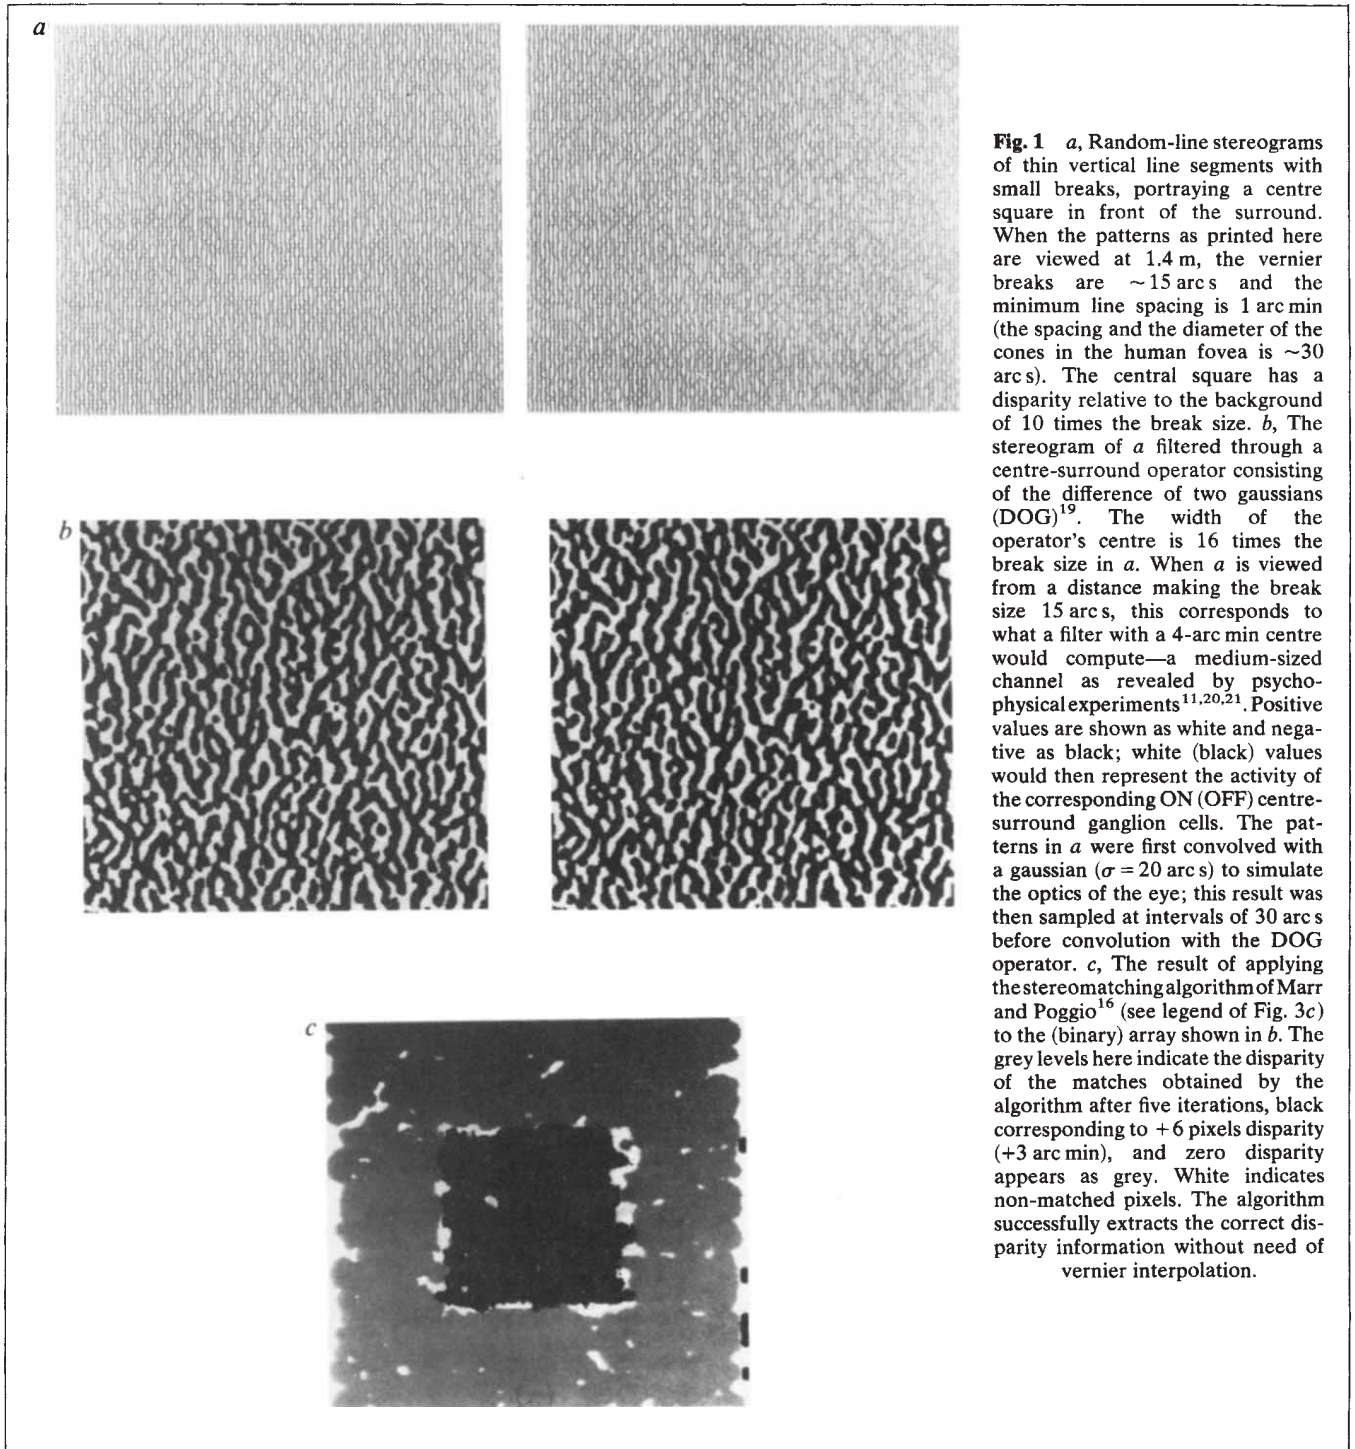 a
b
c
Fig. 1 a, Random-line stereograms
of thin vertical line segments with
small breaks, portraying a centre
square in front of the surround.
When the patterns as printed here
are viewed at 1.4 m, the vernier
breaks are ~15 arc s and the
minimum line spacing is 1 arc min
(the spacing and the diameter of the
cones in the human fovea is ~30
arc s). The central square has a
disparity relative to the background
of 10 times the break size. b, The
stereogram of a filtered through a
centre-surround operator consisting
of the difference of two gaussians
(DOG)19. The width of the
operator's centre is 16 times the
break size in a. When a is viewed
from a distance making the break
size 15 arc s, this corresponds to
what a filter with a 4-arc min centre
would compute—a medium-sized
channel as revealed by psycho-
physical experiments11,20,21. Positive
values are shown as white and nega-
tive as black; white (black) values
would then represent the activity of
the corresponding ON (OFF) centre-
surround ganglion cells. The pat-
terns in a were first convolved with
a gaussian (σ = 20 arc s) to simulate
the optics of the eye; this result was
then sampled at intervals of 30 arc s
before convolution with the DOG
operator. c, The result of applying
the stereomatching algorithm of Marr
and Poggio16 (see legend of Fig. 3c)
to the (binary) array shown in b. The
grey levels here indicate the disparity
of the matches obtained by the
algorithm after five iterations, black
corresponding to +6 pixels disparity
(+3 arc min), and zero disparity
appears as grey. White indicates
non-matched pixels. The algorithm
successfully extracts the correct dis-
parity information without need of
vernier interpolation.